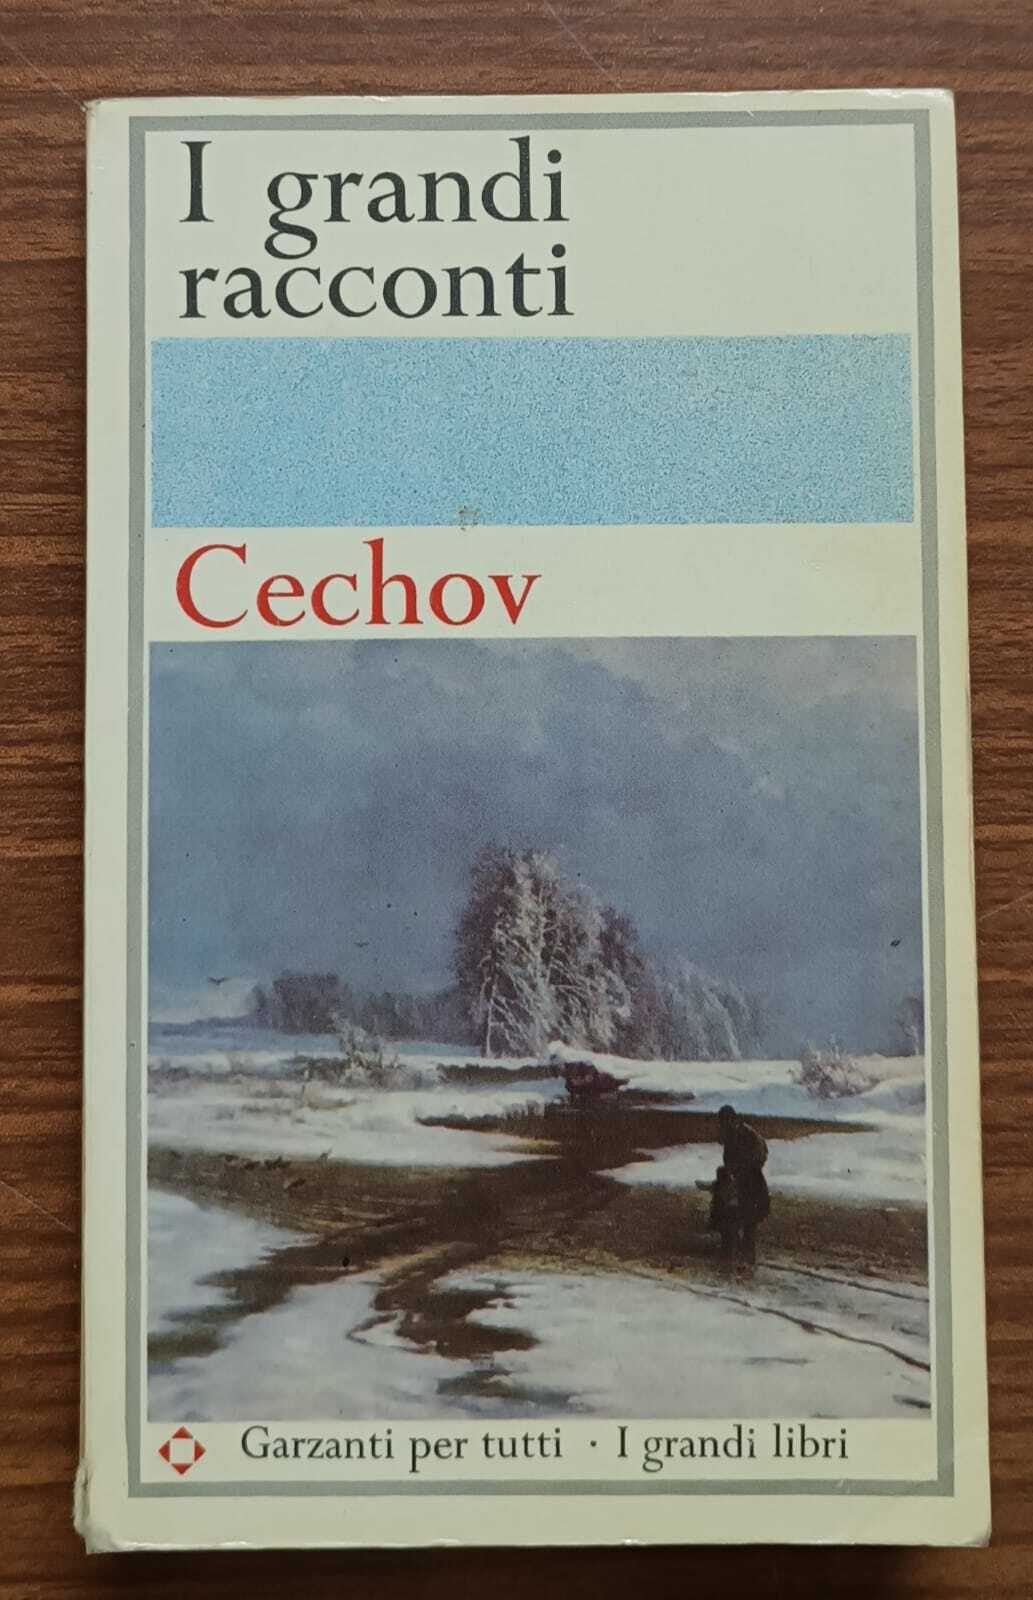 I grandi
racconti
Cechov
Garzanti per tutti · I grandi libri